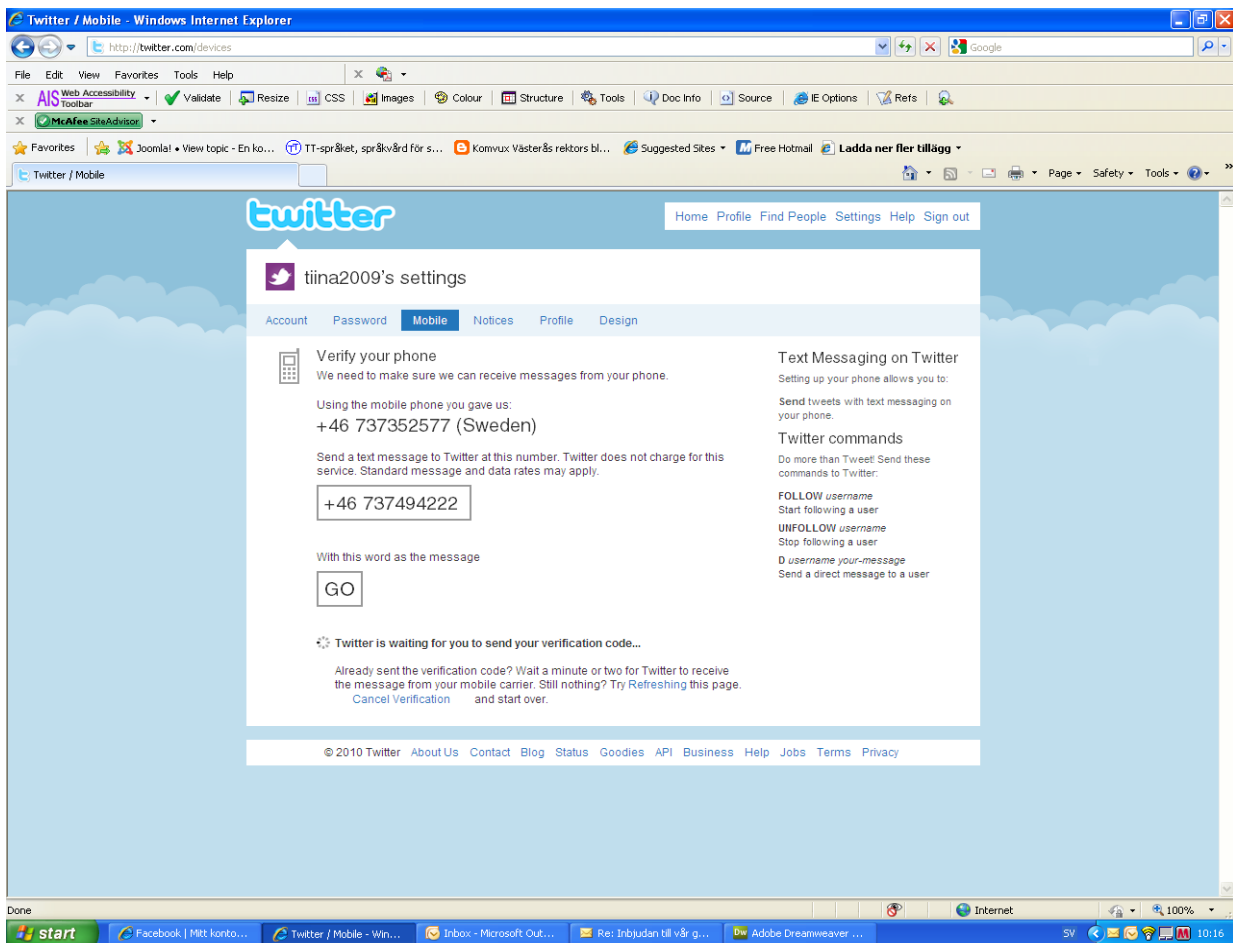 Twitter / Mobile - Windows Internet Explorer
http://twitter.com/devices
Google
File Edit View Favorites Tools Help
AIS Web Accessibility Toolbar Validate Resize CSS Images Colour Structure Tools Doc Info Source IE Options Refs
McAfee SiteAdvisor
Favorites Joomla! • View topic - En ko... TT-språket, språkvård för s... Komvux Västerås rektors bl... Suggested Sites Free Hotmail Ladda ner fler tillägg
Twitter / Mobile
Page Safety Tools
twitter
Home Profile Find People Settings Help Sign out
tiina2009's settings
Account Password Mobile Notices Profile Design
Verify your phone
We need to make sure we can receive messages from your phone.
Using the mobile phone you gave us:
+46 737352577 (Sweden)
Send a text message to Twitter at this number. Twitter does not charge for this
service. Standard message and data rates may apply.
+46 737494222
With this word as the message
GO
Twitter is waiting for you to send your verification code...
Already sent the verification code? Wait a minute or two for Twitter to receive
the message from your mobile carrier. Still nothing? Try Refreshing this page.
Cancel Verification and start over.
Text Messaging on Twitter
Setting up your phone allows you to:
Send tweets with text messaging on
your phone.
Twitter commands
Do more than Tweet! Send these
commands to Twitter:
FOLLOW username
Start following a user
UNFOLLOW username
Stop following a user
D username your-message
Send a direct message to a user
© 2010 Twitter About Us Contact Blog Status Goodies API Business Help Jobs Terms Privacy
Done
Internet
100%
start
Facebook | Mitt konto...
Twitter / Mobile - Win...
Inbox - Microsoft Out...
Re: Inbjudan till vår g...
Adobe Dreamweaver ...
SV
10:16